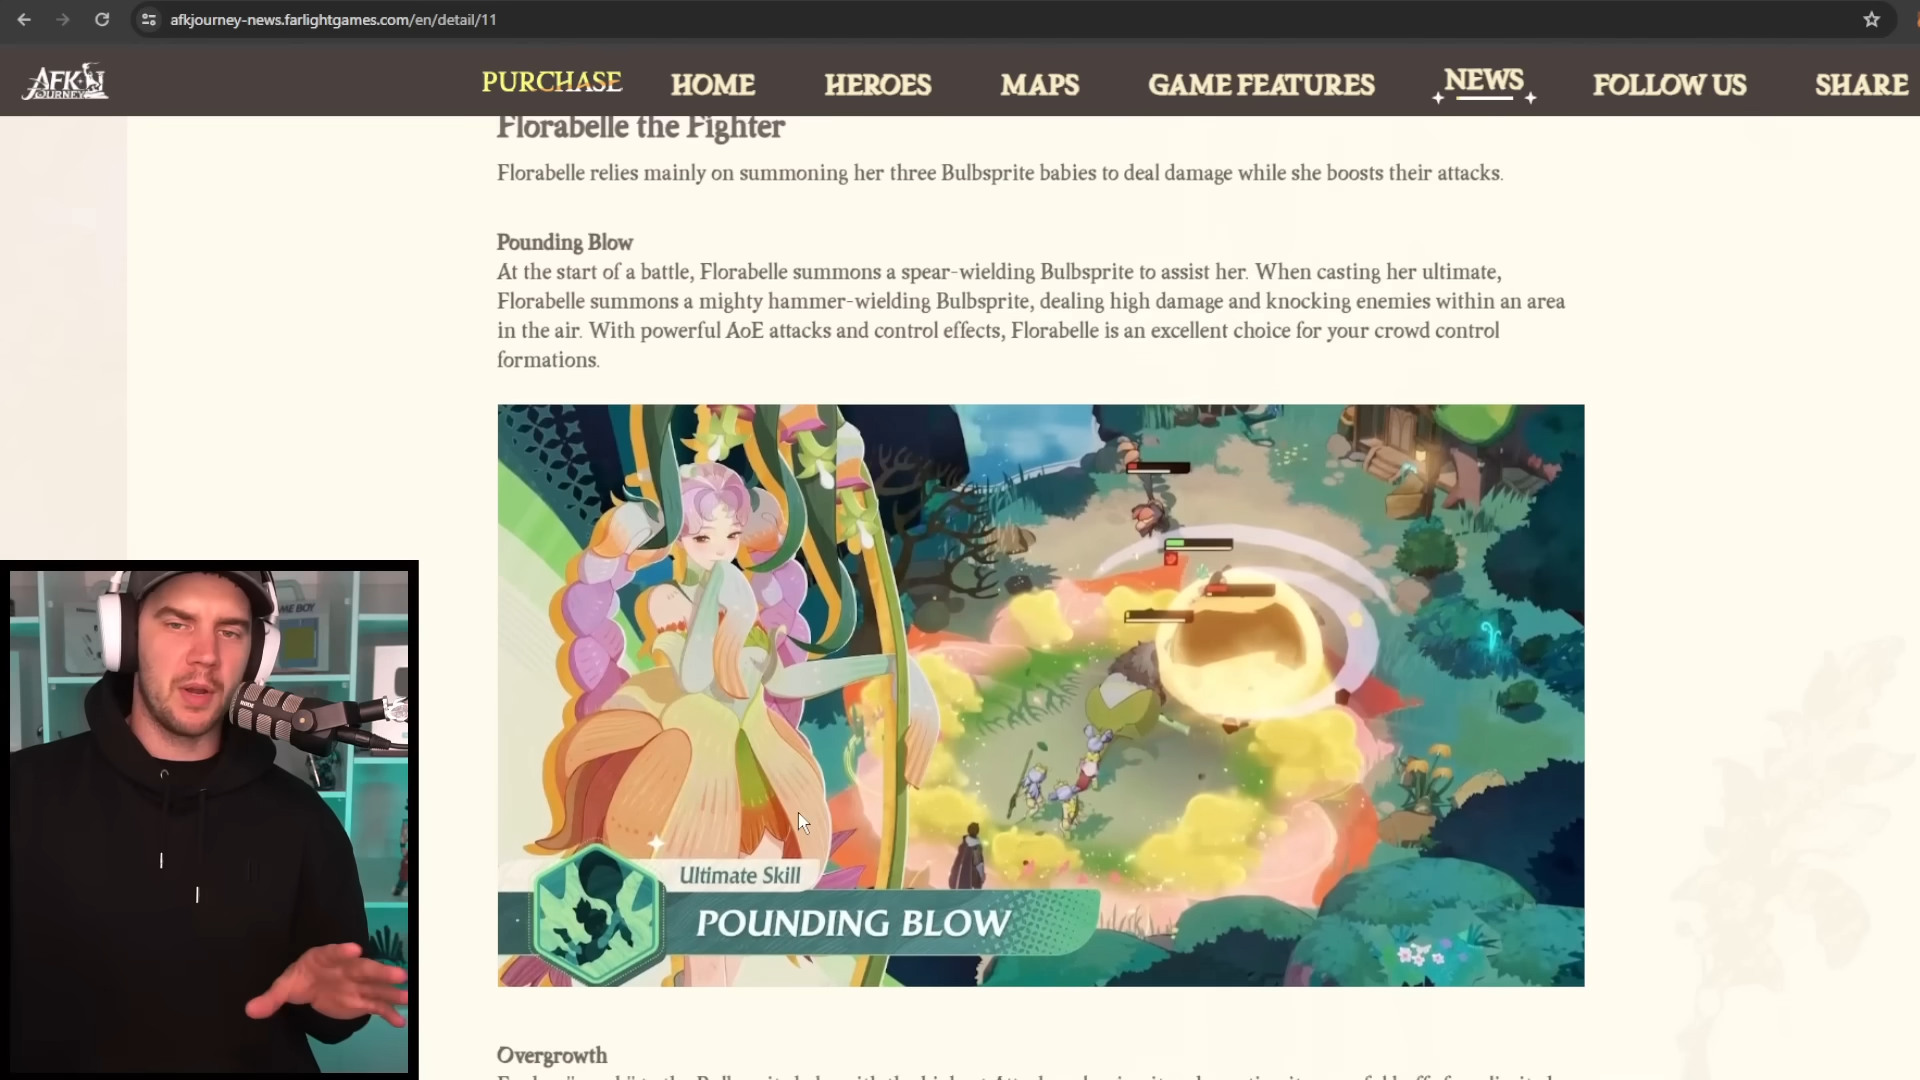 afkjourney-news.farlightgames.com/en/detail/11
AFK JOURNEY
PURCHASE
HOME
HEROES
MAPS
GAME FEATURES
NEWS
FOLLOW US
SHARE
Florabelle the Fighter
Florabelle relies mainly on summoning her three Bulbsprite babies to deal damage while she boosts their attacks.
Pounding Blow
At the start of a battle, Florabelle summons a spear-wielding Bulbsprite to assist her. When casting her ultimate,
Florabelle summons a mighty hammer-wielding Bulbsprite, dealing high damage and knocking enemies within an area
in the air. With powerful AoE attacks and control effects, Florabelle is an excellent choice for your crowd control
formations.
Ultimate Skill
POUNDING BLOW
GAME BOY
RODE
Overgrowth